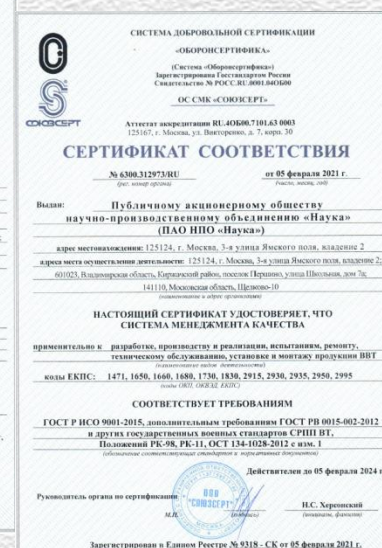 СИСТЕМА ДОБРОВОЛЬНОЙ СЕРТИФИКАЦИИ
«ОБОРОНСЕРТИФИКА»
(Система «Оборонсертифика»)
Зарегистрирована Госстандартом России
Свидетельство № РОСС.RU.0001.04ОБ00
ОС СМК «СОЮЗСЕРТ»
СОЮЗСЕРТ
Аттестат аккредитации RU.4ОБ00.7101.63 0003
125167, г. Москва, ул. Викторенко, д. 7, корп. 30
СЕРТИФИКАТ СООТВЕТСТВИЯ
№ 6300.312973/RU от 05 февраля 2021 г.
(рег. номер органа) (число, месяц, год)
Выдан: Публичному акционерному обществу
научно-производственному объединению «Наука»
(ПАО НПО «Наука»)
адрес местонахождения: 125124, г. Москва, 3-я улица Ямского поля, владение 2
адреса места осуществления деятельности: 125124, г. Москва, 3-я улица Ямского поля, владение 2;
601023, Владимирская область, Киржачский район, поселок Першино, улица Школьная, дом 7а;
141110, Московская область, Щелково-10
(наименование и адрес организации)
НАСТОЯЩИЙ СЕРТИФИКАТ УДОСТОВЕРЯЕТ, ЧТО
СИСТЕМА МЕНЕДЖМЕНТА КАЧЕСТВА
применительно к разработке, производству и реализации, испытаниям, ремонту,
техническому обслуживанию, установке и монтажу продукции ВВТ
(наименование видов деятельности)
коды ЕКПС: 1471, 1650, 1660, 1680, 1730, 1830, 2915, 2930, 2935, 2950, 2995
(коды ОКП, ОКВЭД, ЕКПС)
СООТВЕТСТВУЕТ ТРЕБОВАНИЯМ
ГОСТ Р ИСО 9001-2015, дополнительным требованиям ГОСТ РВ 0015-002-2012
и других государственных военных стандартов СРПП ВТ,
Положений РК-98, РК-11, ОСТ 134-1028-2012 с изм. 1
(обозначение соответствующих стандартов и нормативных документов)
Действителен до 05 февраля 2024 г
Руководитель органа по сертификации
ООО
"СОЮЗСЕРТ"
М.П. (подпись)
Н.С. Херсонский
(инициалы, фамилия)
Зарегистрирован в Едином Реестре № 9318 - СК от 05 февраля 2021 г.